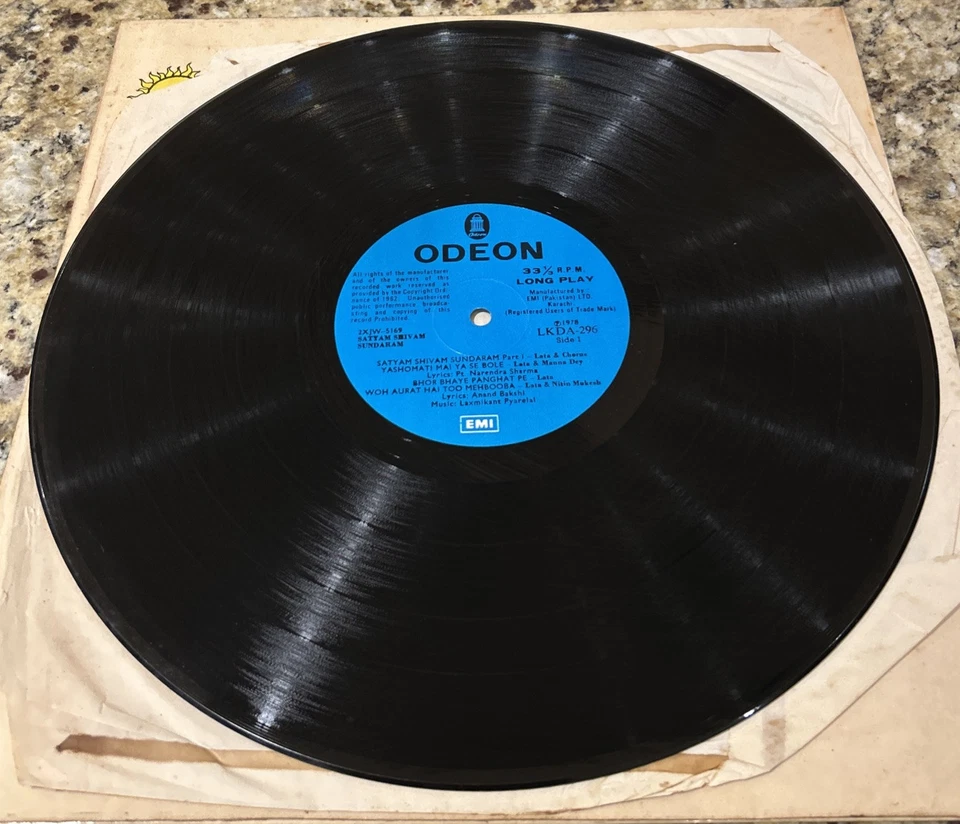 Odeon
ODEON
All rights of the manufacturer
and of the owners of this
recorded work reserved as
provided by the Copyright Ordi-
nance of 1962. Unauthorised
public performance, broadca-
sting and copying of this
record Prohibited.
33⅓ R.P.M.
LONG PLAY
Manufactured by:
EMI (Pakistan) LTD.
Karachi
(Registered Users of Trade Mark)
2XJW-5169
SATYAM SHIVAM
SUNDARAM
Ⓟ1978
LKDA-296
Side 1
SATYAM SHIVAM SUNDARAM Part I - Lata & Chorus
YASHOMATI MAI YA SE BOLE - Lata & Manna Dey
Lyrics: Pt. Narendra Sharma
BHOR BHAYE PANGHAT PE - Lata
WOH AURAT HAI TOO MEHBOOBA - Lata & Nitin Mukesh
Lyrics: Anand Bakshi
Music: Laxmikant Pyarelal
EMI